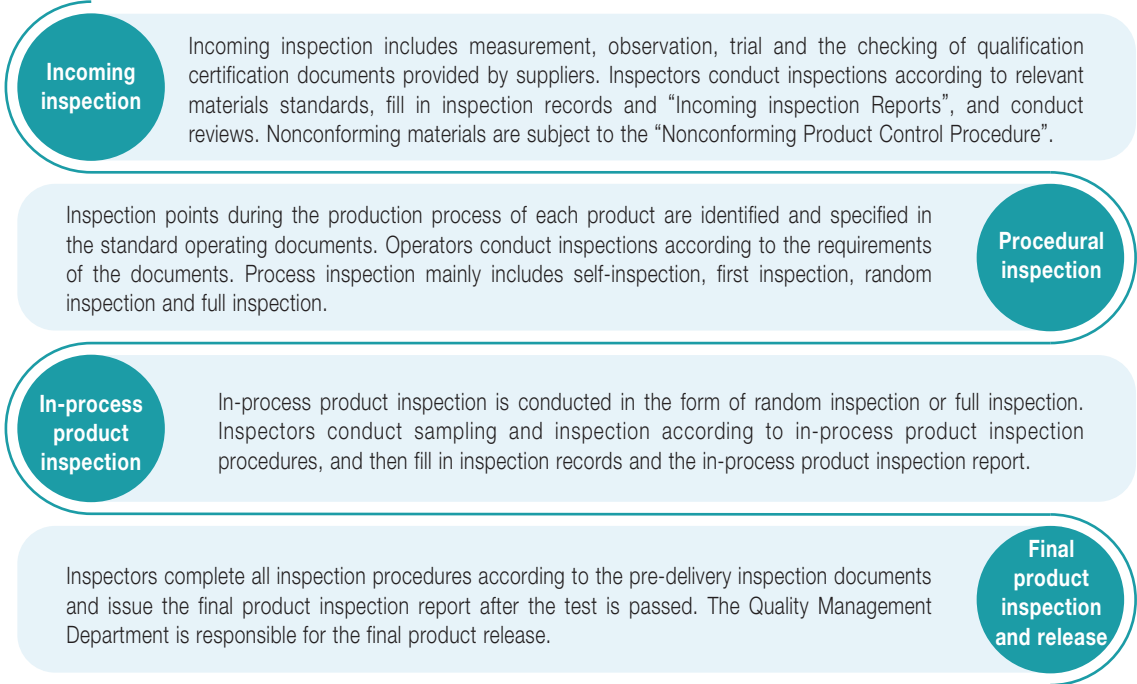 Incoming
inspection
Incoming inspection includes measurement, observation, trial and the checking of qualification
certification documents provided by suppliers. Inspectors conduct inspections according to relevant
materials standards, fill in inspection records and “Incoming inspection Reports”, and conduct
reviews. Nonconforming materials are subject to the “Nonconforming Product Control Procedure”.
Inspection points during the production process of each product are identified and specified in
the standard operating documents. Operators conduct inspections according to the requirements
of the documents. Process inspection mainly includes self-inspection, first inspection, random
inspection and full inspection.
Procedural
inspection
In-process
product
inspection
In-process product inspection is conducted in the form of random inspection or full inspection.
Inspectors conduct sampling and inspection according to in-process product inspection
procedures, and then fill in inspection records and the in-process product inspection report.
Inspectors complete all inspection procedures according to the pre-delivery inspection documents
and issue the final product inspection report after the test is passed. The Quality Management
Department is responsible for the final product release.
Final
product
inspection
and release